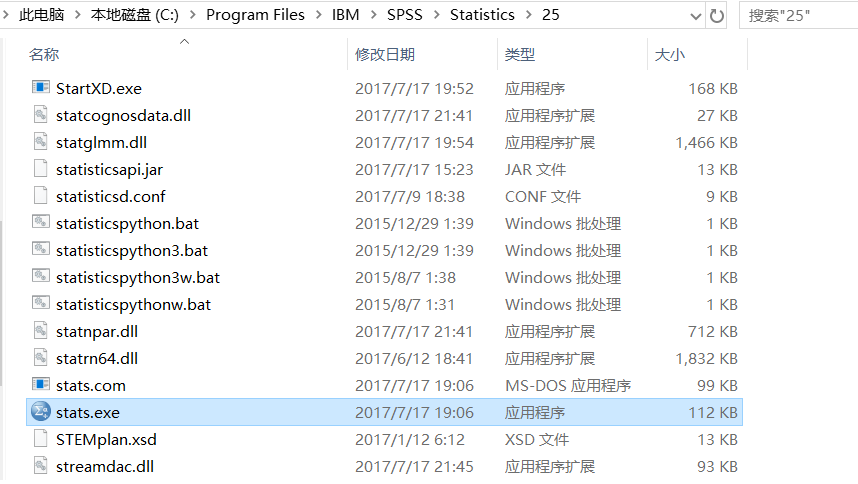 此电脑 > 本地磁盘 (C:) > Program Files > IBM > SPSS > Statistics > 25 搜索"25"
名称 修改日期 类型 大小
StartXD.exe 2017/7/17 19:52 应用程序 168 KB
statcognosdata.dll 2017/7/17 21:41 应用程序扩展 27 KB
statglmm.dll 2017/7/17 19:54 应用程序扩展 1,466 KB
statisticsapi.jar 2017/7/17 15:23 JAR 文件 13 KB
statisticsd.conf 2017/7/9 18:38 CONF 文件 9 KB
statisticspython.bat 2015/12/29 1:39 Windows 批处理 1 KB
statisticspython3.bat 2015/12/29 1:39 Windows 批处理 1 KB
statisticspython3w.bat 2015/8/7 1:38 Windows 批处理 1 KB
statisticspythonw.bat 2015/8/7 1:31 Windows 批处理 1 KB
statnpar.dll 2017/7/17 21:41 应用程序扩展 712 KB
statrn64.dll 2017/6/12 18:41 应用程序扩展 1,832 KB
stats.com 2017/7/17 19:06 MS-DOS 应用程序 99 KB
stats.exe 2017/7/17 19:06 应用程序 112 KB
STEMplan.xsd 2017/1/12 6:12 XSD 文件 13 KB
streamdac.dll 2017/7/17 21:45 应用程序扩展 93 KB